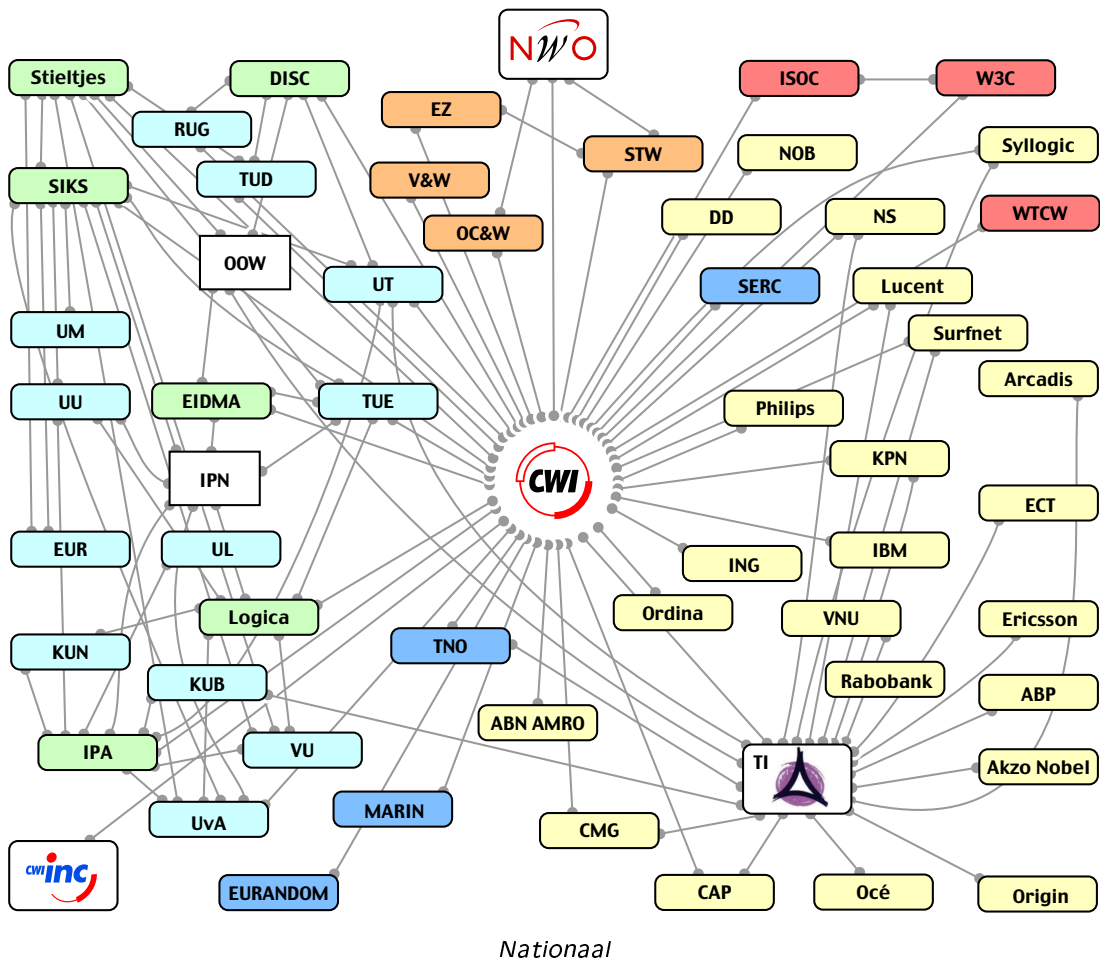 NWO
Stieltjes
DISC
ISOC
W3C
EZ
RUG
Syllogic
STW
NOB
TUD
V&W
SIKS
WTCW
DD
NS
OC&W
OOW
UT
SERC
Lucent
UM
Surfnet
Arcadis
UU
EIDMA
TUE
Philips
KPN
IPN
CWI
ECT
EUR
UL
IBM
ING
Ordina
Logica
VNU
Ericsson
TNO
KUN
KUB
Rabobank
ABP
ABN AMRO
IPA
VU
TI
Akzo Nobel
MARIN
UvA
CMG
CWI inc
EURANDOM
CAP
Océ
Origin
Nationaal